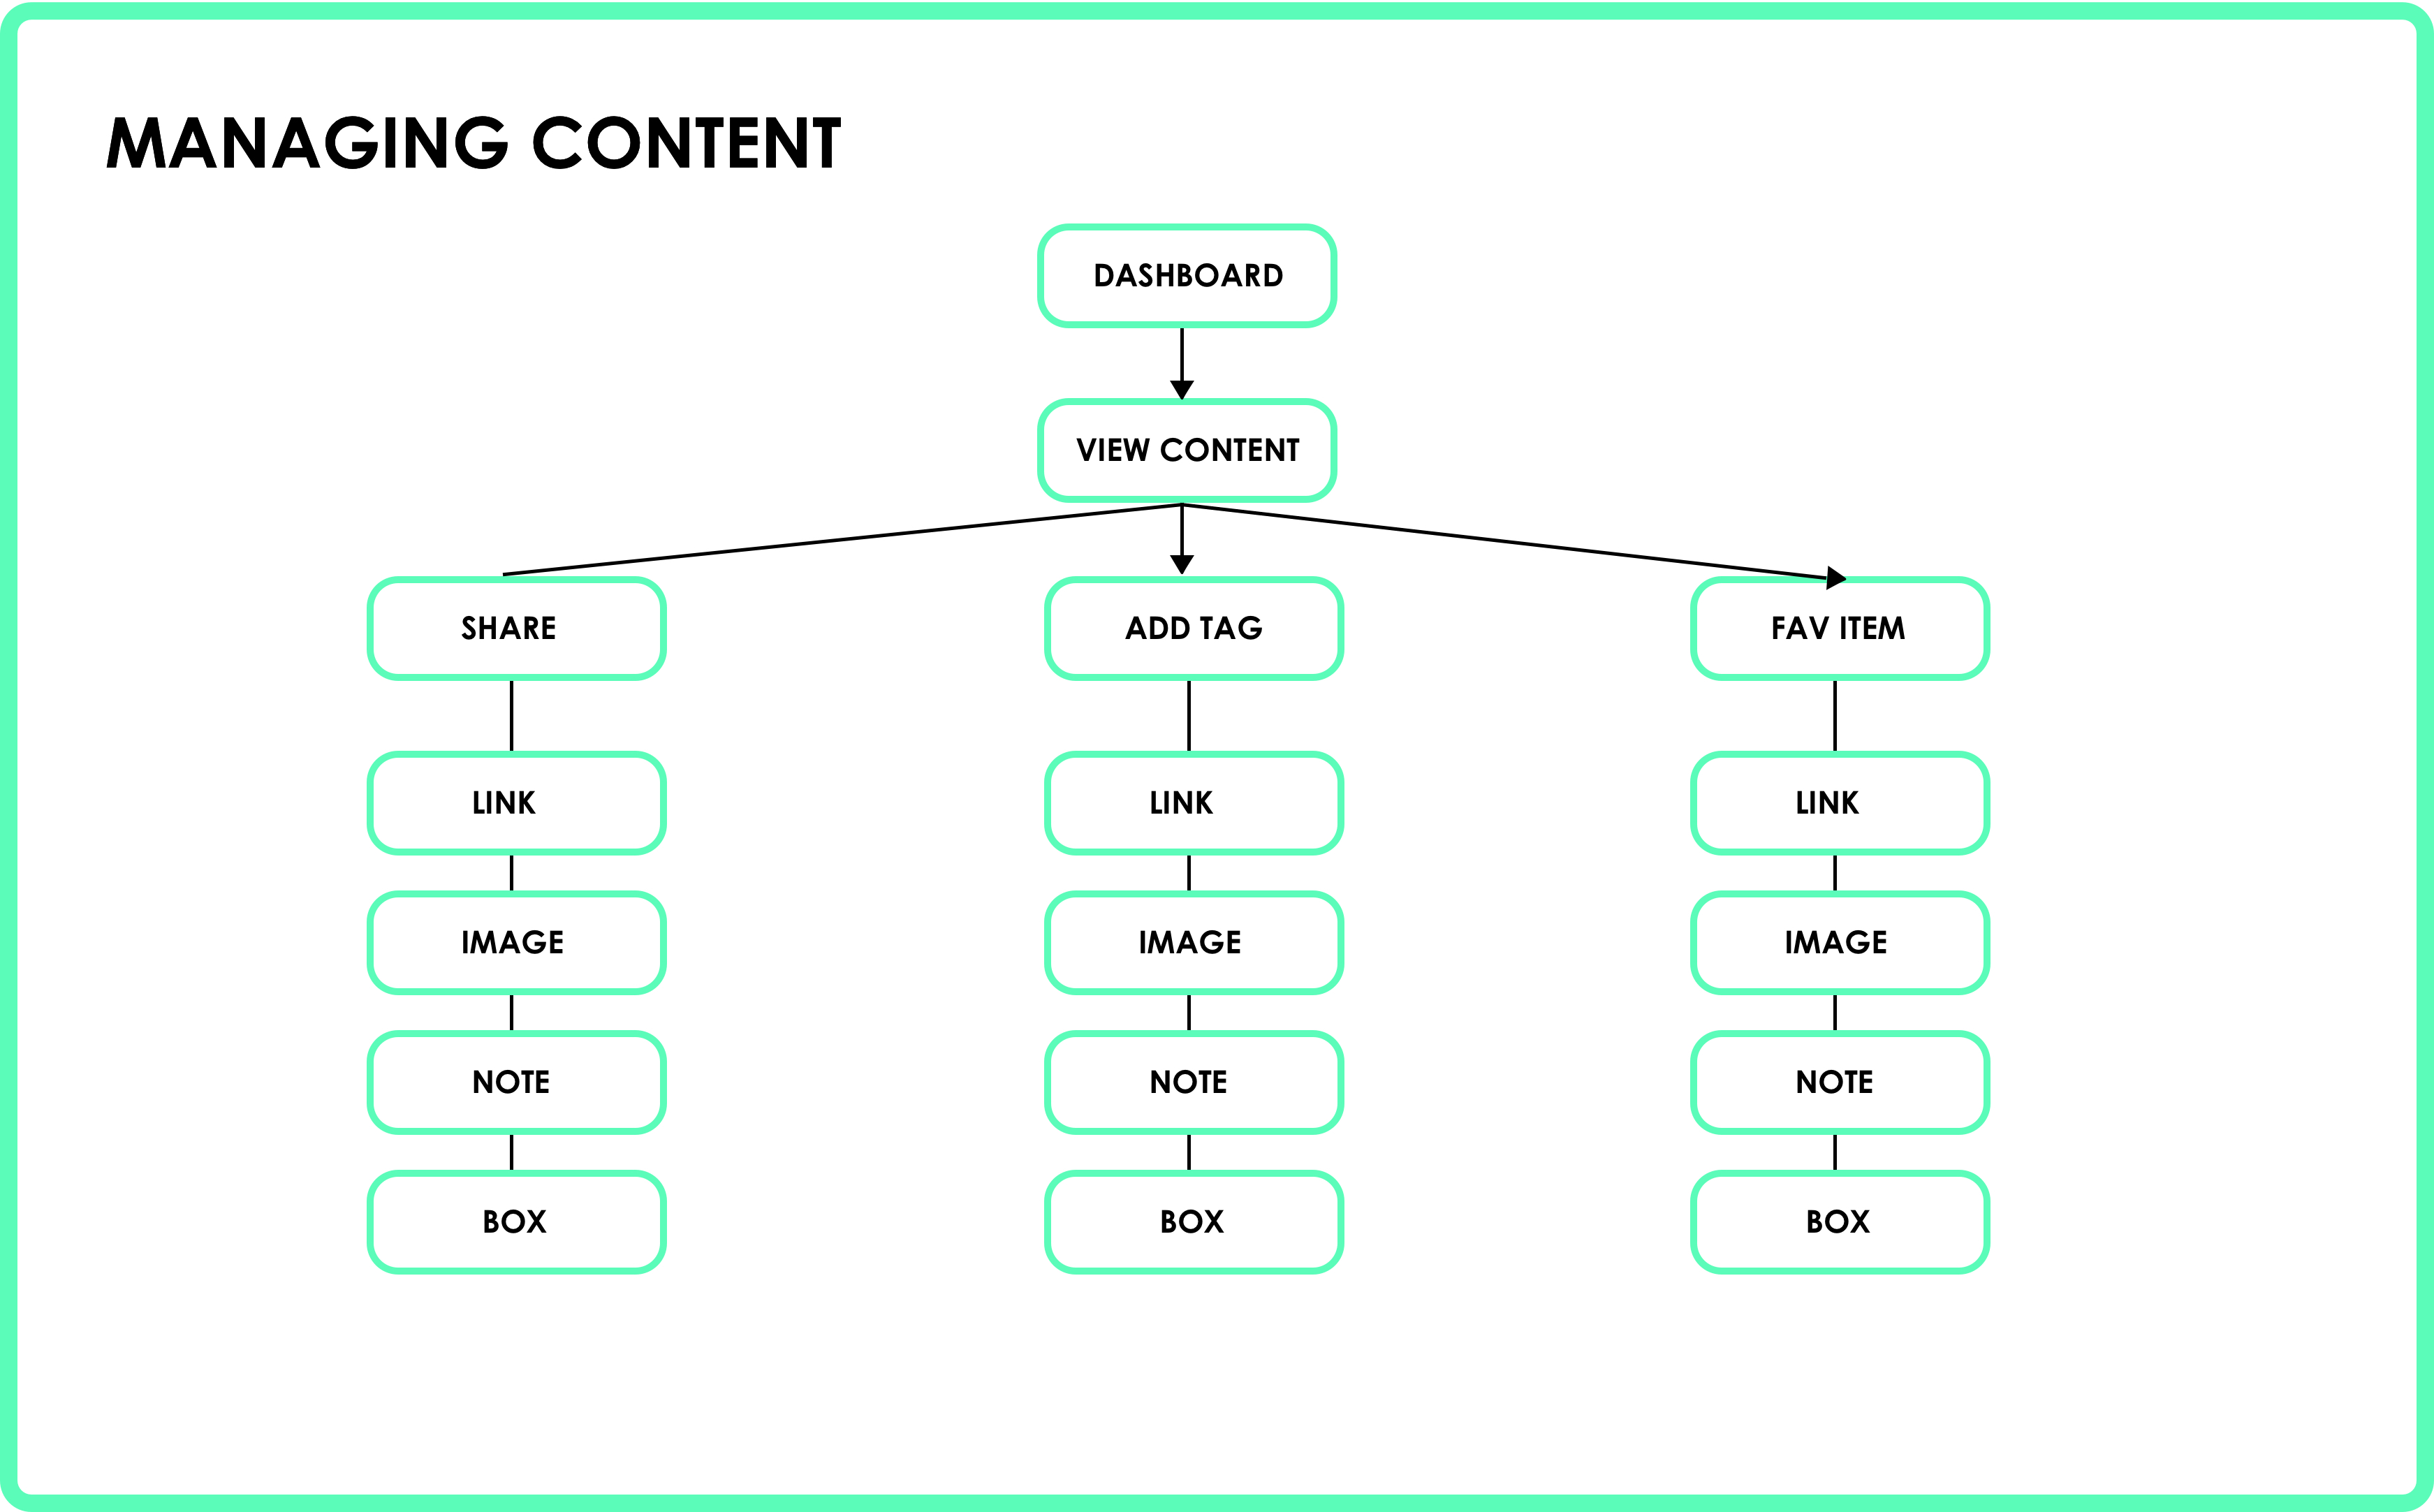 MANAGING CONTENT
DASHBOARD
VIEW CONTENT
SHARE
ADD TAG
FAV ITEM
LINK
LINK
LINK
IMAGE
IMAGE
IMAGE
NOTE
NOTE
NOTE
BOX
BOX
BOX